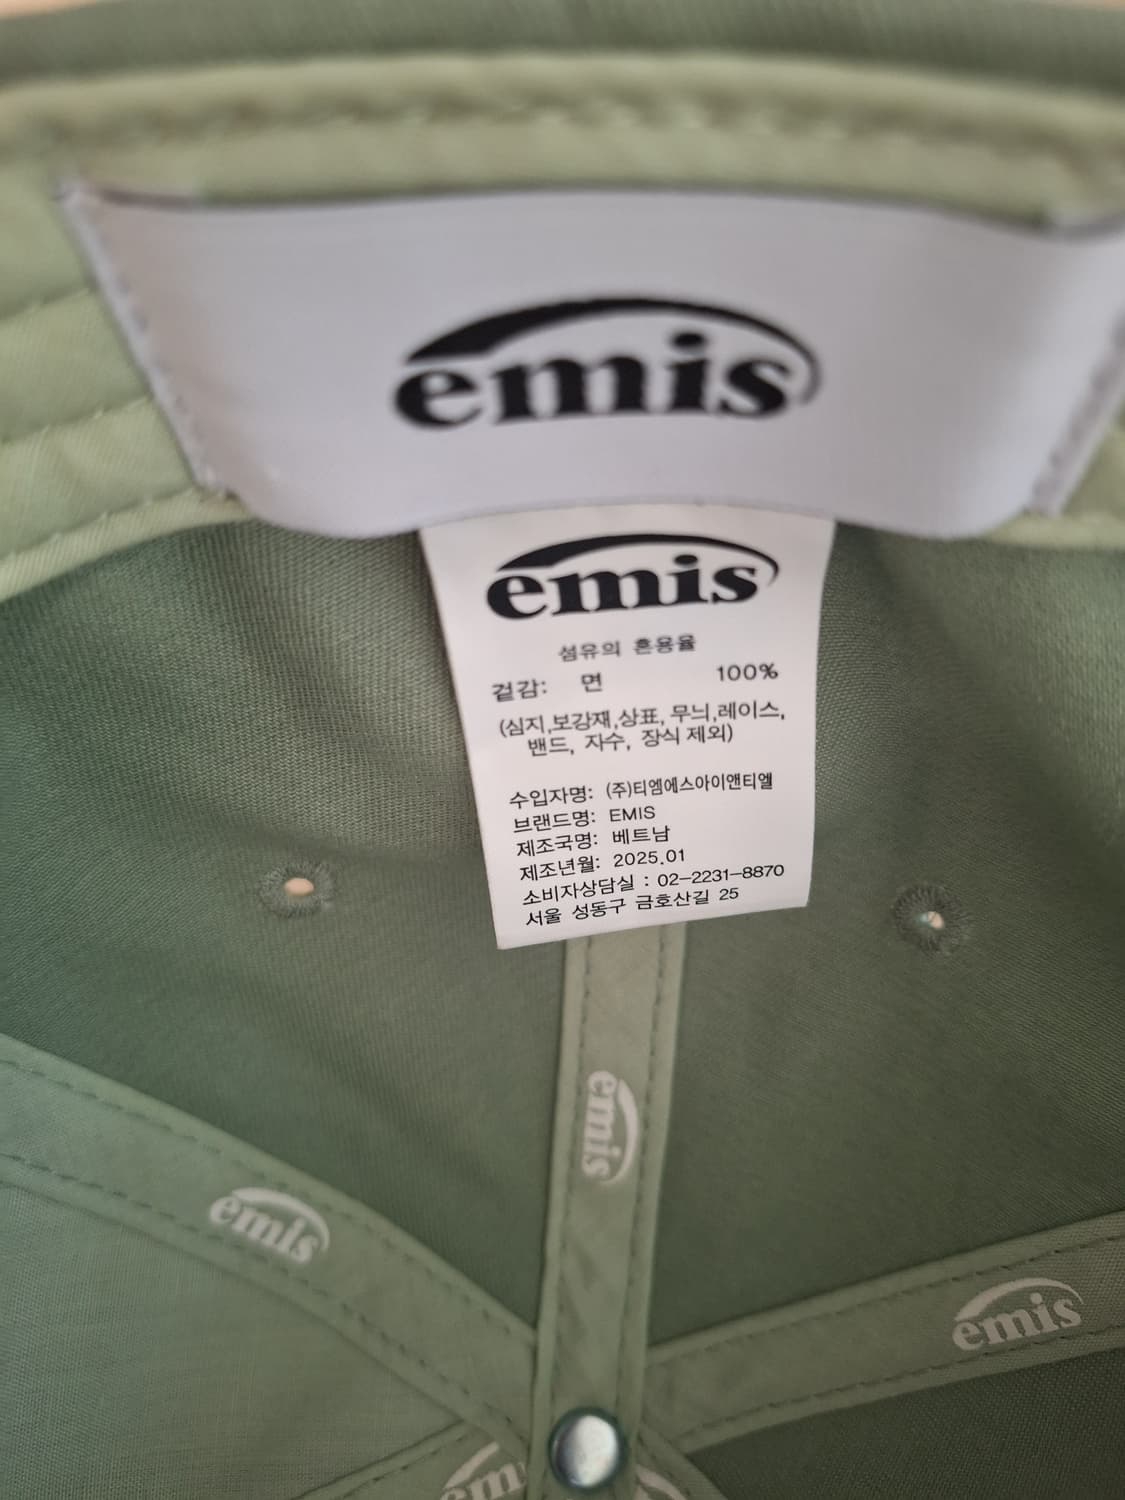 emis
emis
섬유의 혼용율
겉감: 면 100%
(심지,보강재,상표, 무늬,레이스,
밴드, 자수, 장식 제외)
수입자명: (주)티엠에스아이앤티엘
브랜드명: EMIS
제조국명: 베트남
제조년월: 2025.01
소비자상담실 : 02-2231-8870
서울 성동구 금호산길 25
emis
emis
emis
em